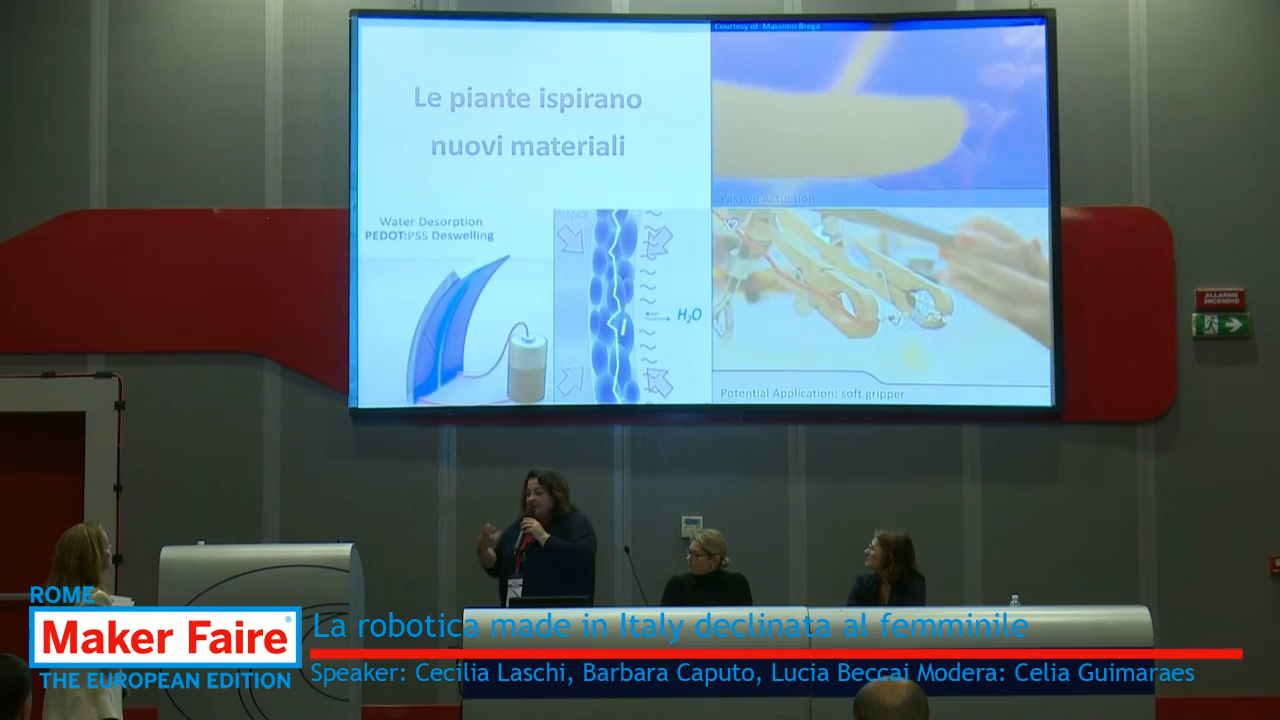 Courtesy of Massimo Brega
Le piante ispirano
nuovi materiali
Passive Actuation
Water Desorption
PEDOT:PSS Deswelling
X2
H₂O
Potential Application: soft gripper
ALLARME
INCENDIO
ROME
Maker Faire®
THE EUROPEAN EDITION
La robotica made in Italy declinata al femminile
Speaker: Cecilia Laschi, Barbara Caputo, Lucia Beccai Modera: Celia Guimaraes